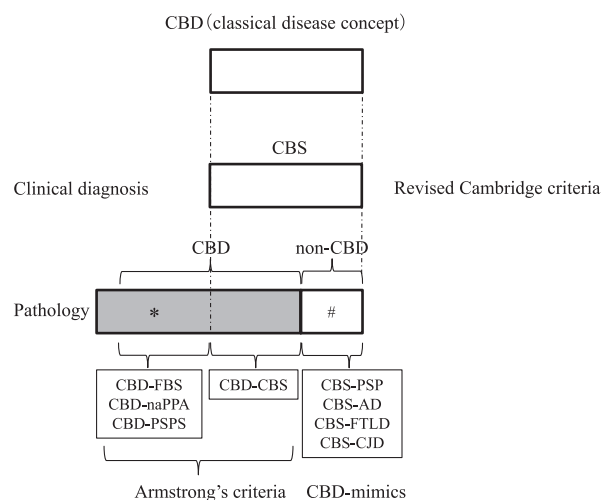 CBD (classical disease concept)
CBS
Clinical diagnosis
Revised Cambridge criteria
CBD
non-CBD
Pathology
*
#
CBD-FBS
CBD-naPPA
CBD-PSPS
CBD-CBS
CBS-PSP
CBS-AD
CBS-FTLD
CBS-CJD
Armstrong's criteria
CBD-mimics